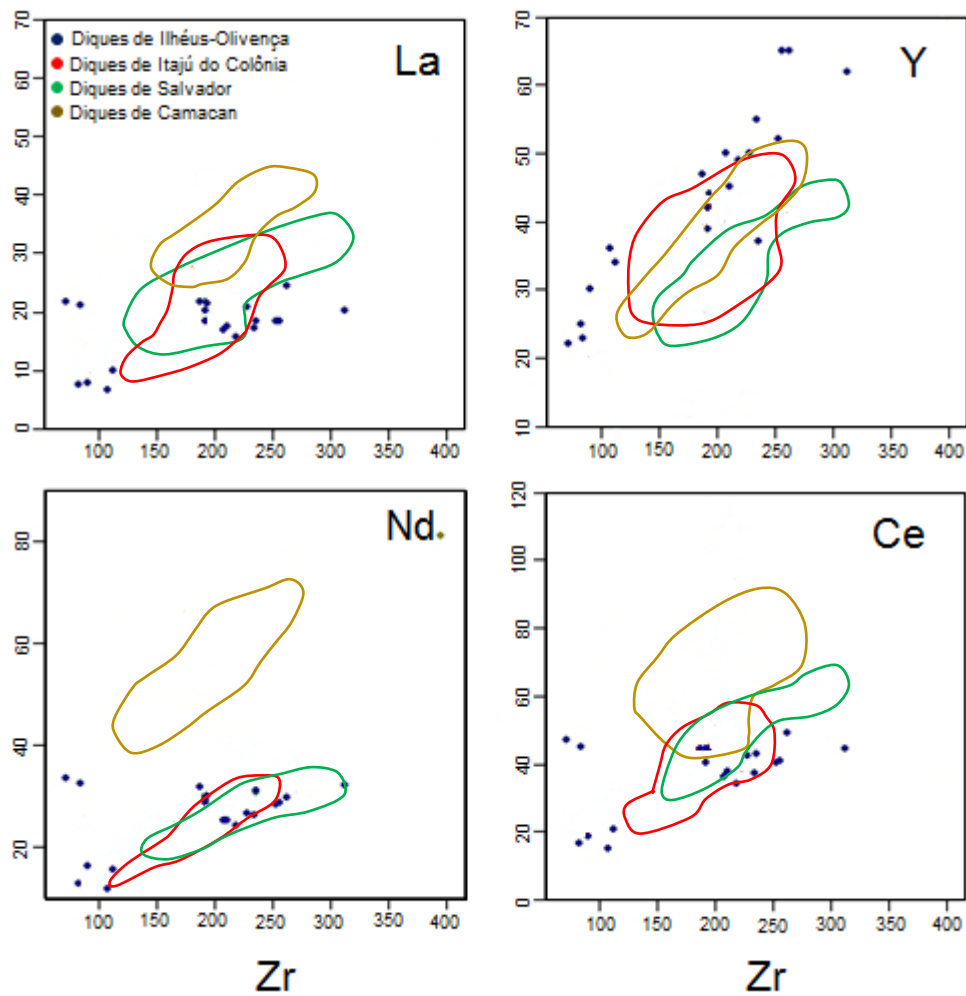 La
Diques de Ilhéus-Olivença
Diques de Itajú do Colônia
Diques de Salvador
Diques de Camacan
0 10 20 30 40 50 60 70
100 150 200 250 300 350 400
Y
10 20 30 40 50 60 70
100 150 200 250 300 350 400
Nd
20 40 60 80
100 150 200 250 300 350 400
Zr
Ce
0 20 40 60 80 100 120
100 150 200 250 300 350 400
Zr